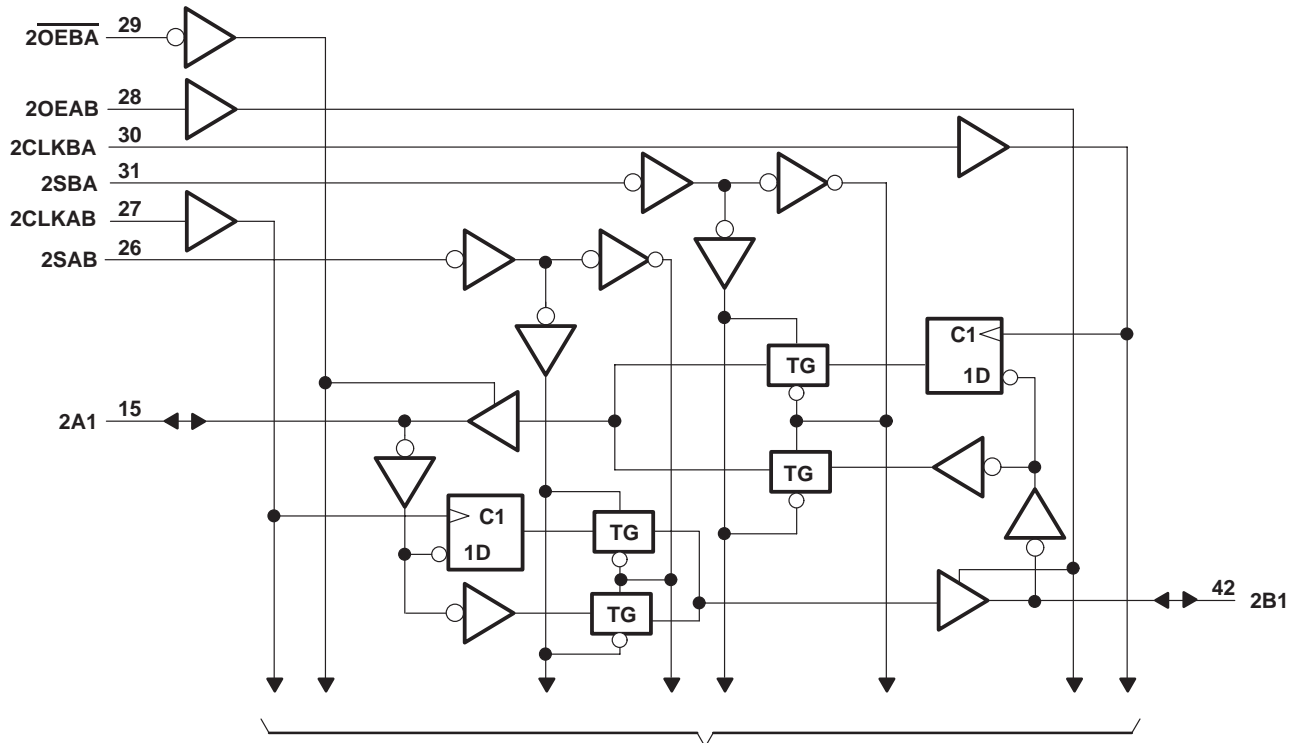 2O̅E̅B̅A̅ 29
2OEAB 28
2CLKBA 30
2SBA 31
2CLKAB 27
2SAB 26
C1
TG
1D
2A1 15
TG
C1
TG
1D
42 2B1
TG